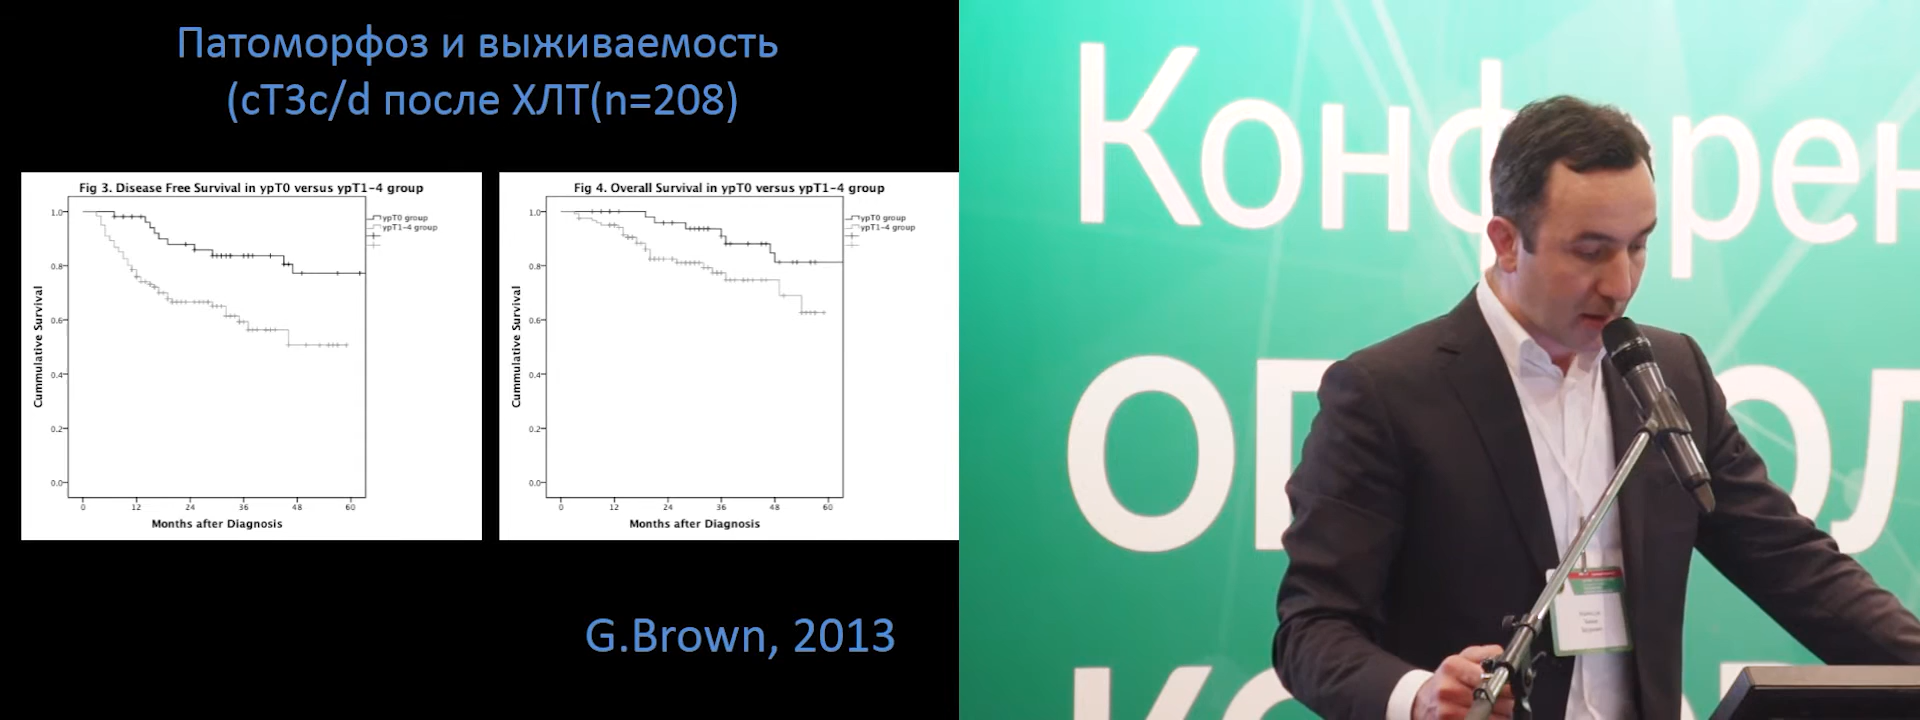 Патоморфоз и выживаемость
(cT3c/d после ХЛТ(n=208)
Fig 3. Disease Free Survival in ypT0 versus ypT1-4 group
1.0
0.8
0.6
0.4
0.2
0.0
Cummulative Survival
0 12 24 36 48 60
Months after Diagnosis
ypT0 group
ypT1-4 group
Fig 4. Overall Survival in ypT0 versus ypT1-4 group
1.0
0.8
0.6
0.4
0.2
0.0
Cummulative Survival
0 12 24 36 48 60
Months after Diagnosis
ypT0 group
ypT1-4 group
G.Brown, 2013
Конферен